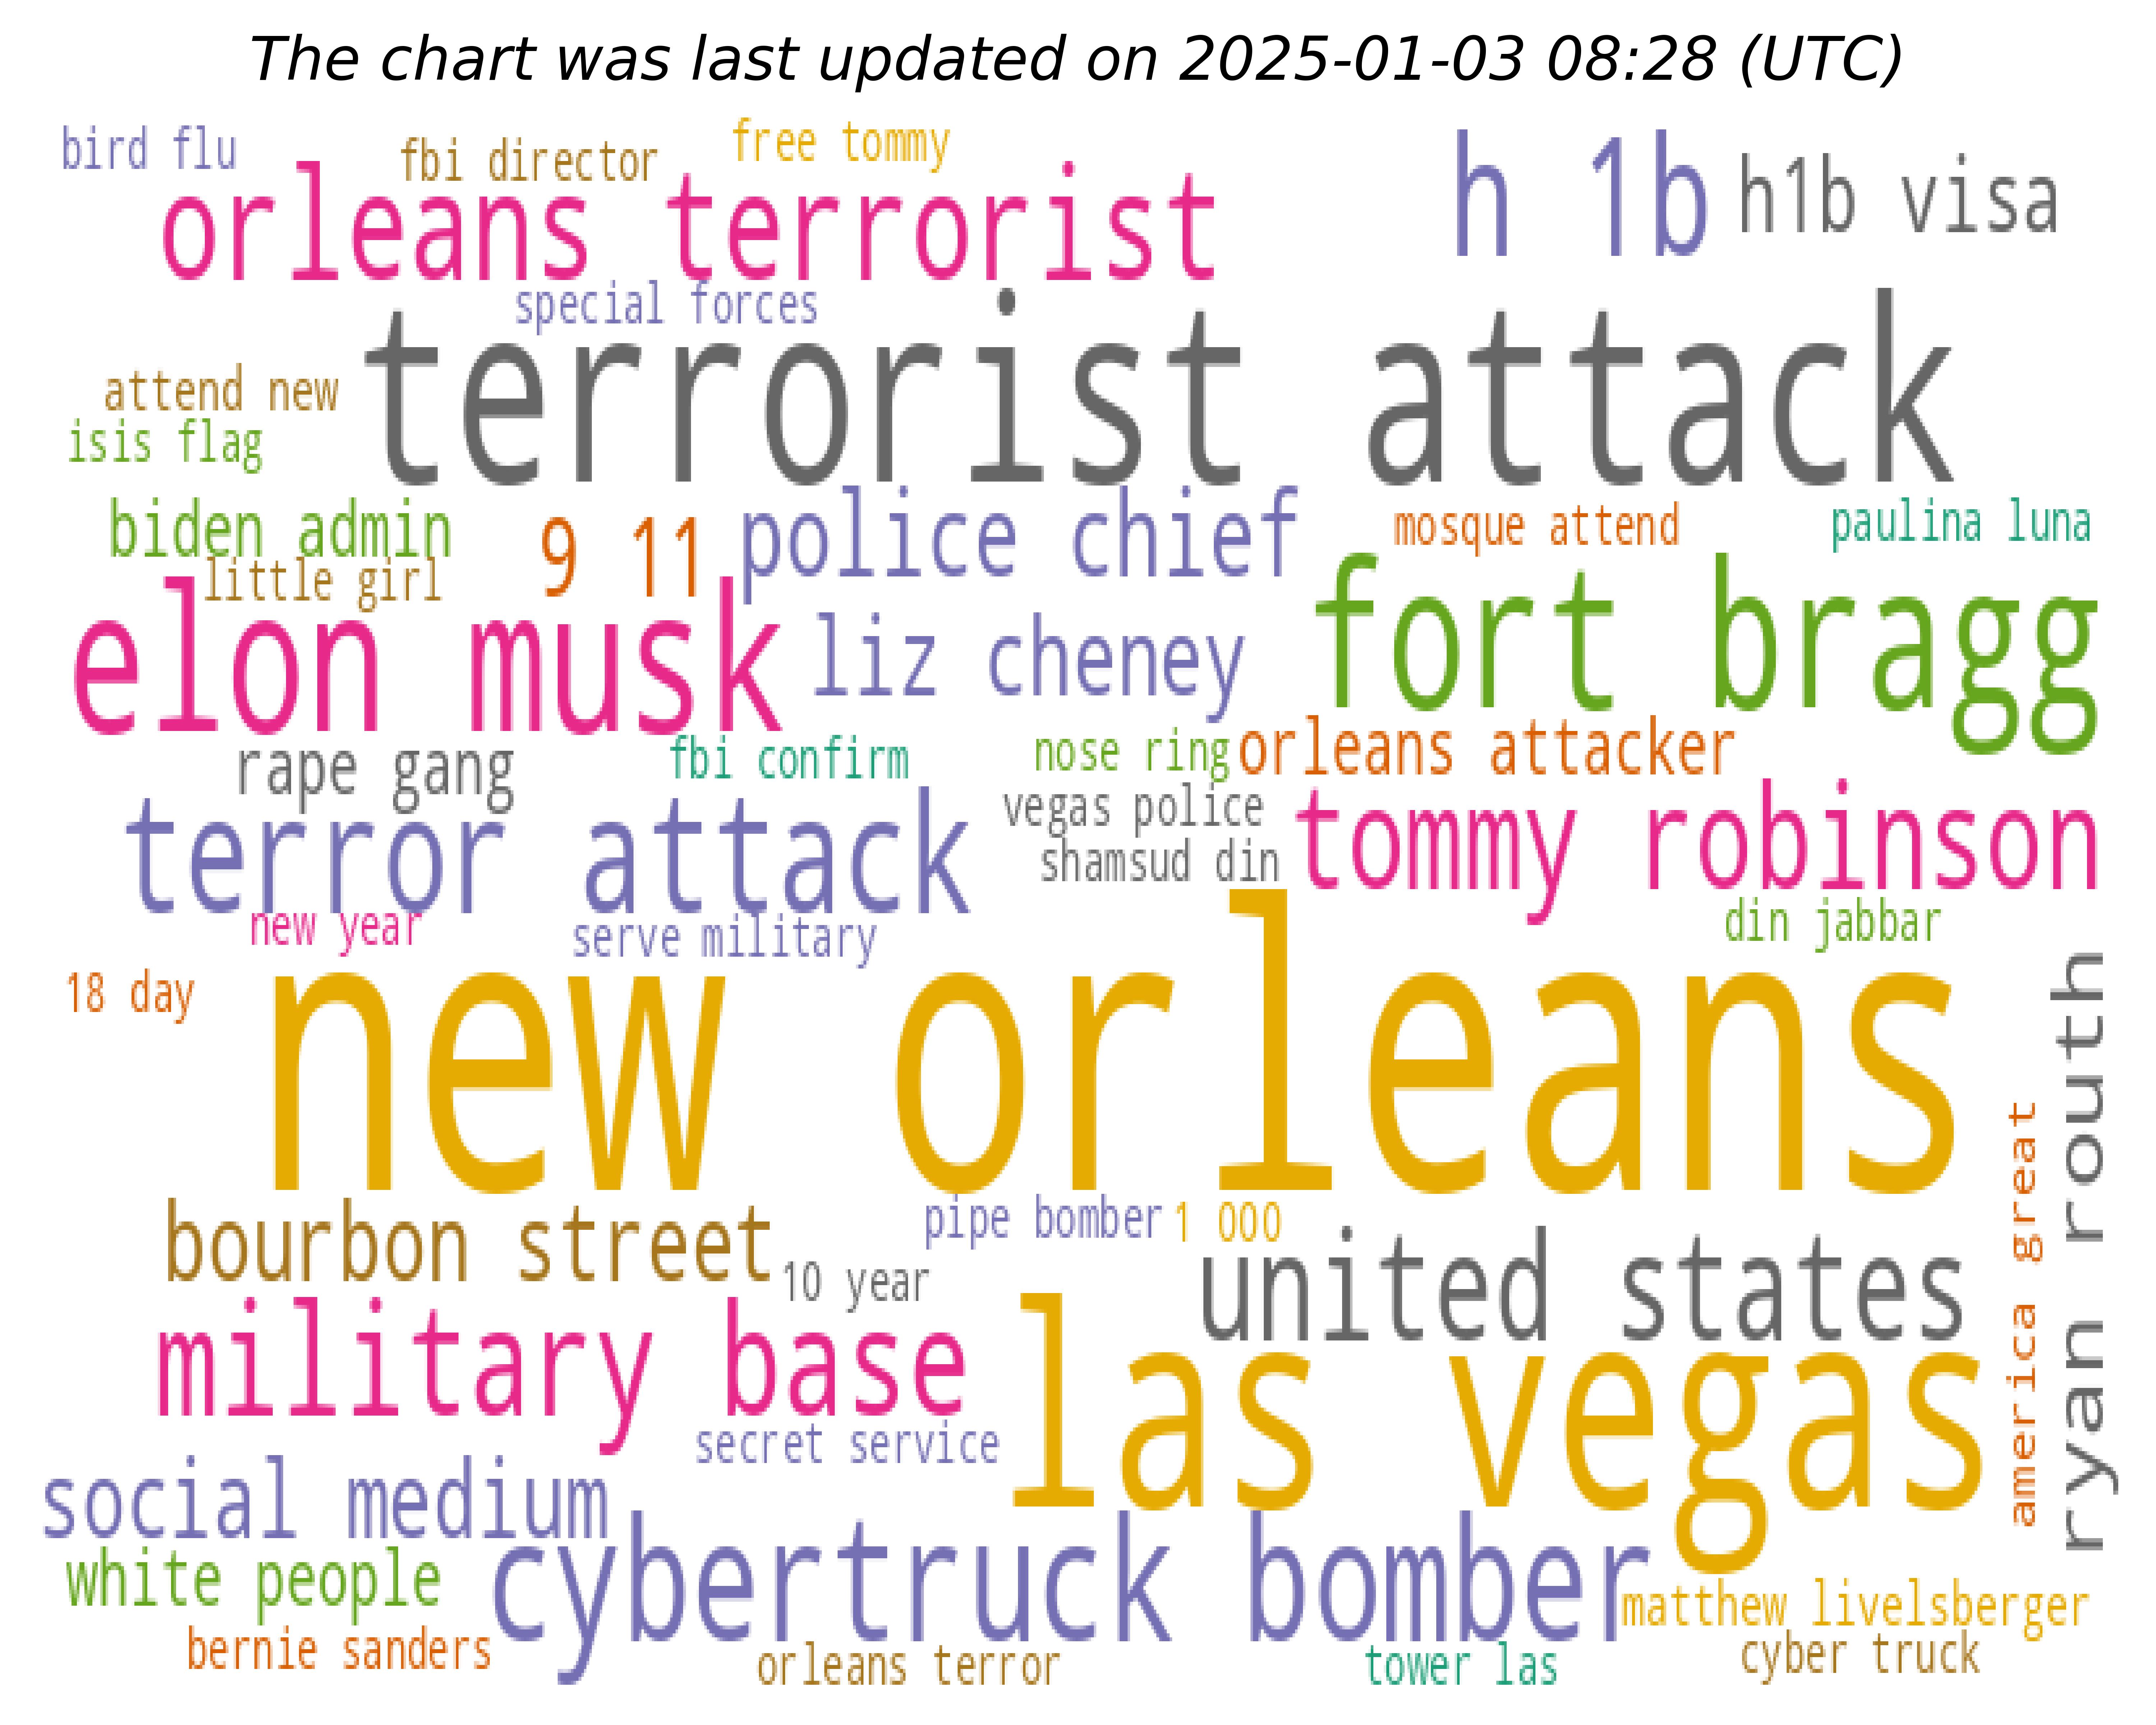 The chart was last updated on 2025-01-03 08:28 (UTC)
bird flu
fbi director
free tommy
h 1b
h1b visa
orleans terrorist
special forces
terrorist attack
attend new
isis flag
biden admin
9 11
police chief
mosque attend
paulina luna
little girl
elon musk
liz cheney
fort bragg
rape gang
fbi confirm
nose ring
orleans attacker
terror attack
vegas police
shamsud din
tommy robinson
new year
serve military
din jabbar
18 day
new orleans
ryan routh
america great
bourbon street
pipe bomber
1 000
10 year
united states
military base
las vegas
secret service
social medium
white people
cybertruck bomber
matthew livelsberger
bernie sanders
orleans terror
tower las
cyber truck